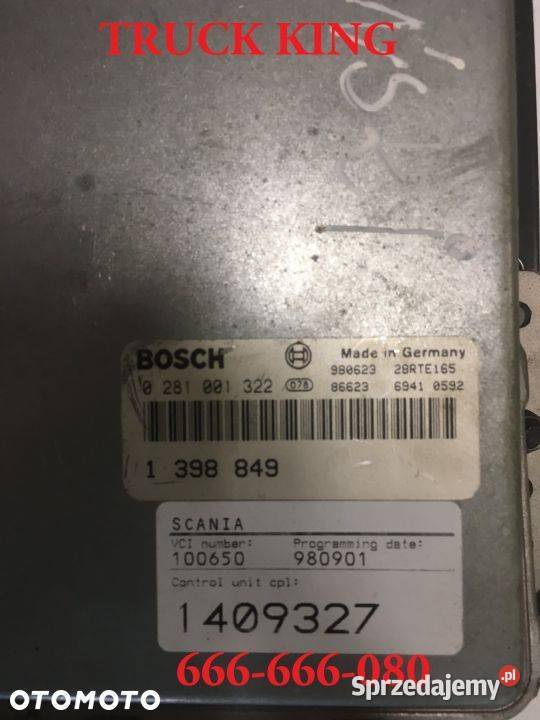 TRUCK KING
BOSCH Made in Germany
980623 28RTE165
0 281 001 322 078 86623 6941 0592
1 398 849
SCANIA
VCI number: Programming date:
100650 980901
Control unit cpl:
1409327
666-666-080
OTOMOTO
Sprzedajemy.pl